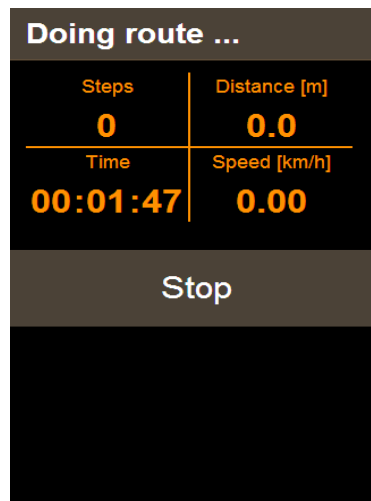 Doing route ...
Steps
Distance [m]
0
0.0
Time
Speed [km/h]
00:01:47
0.00
Stop